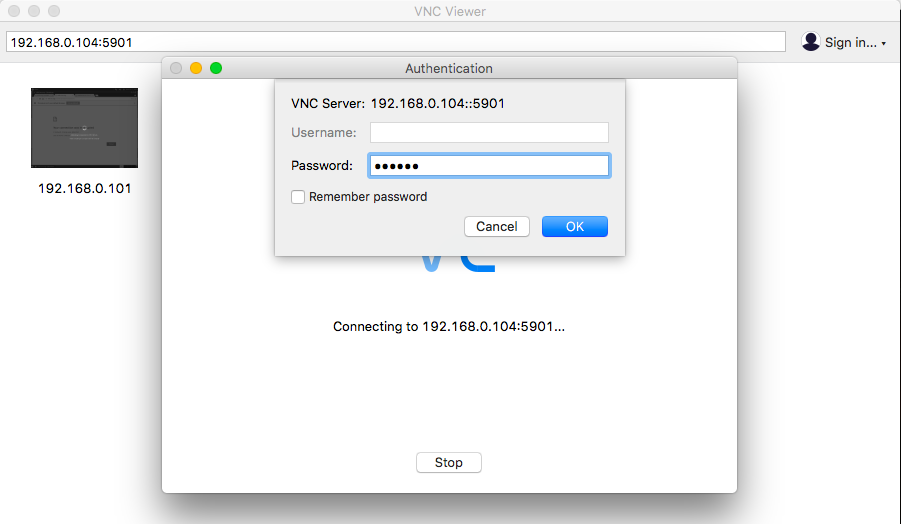 VNC Viewer
192.168.0.104:5901
Sign in...
Authentication
VNC Server: 192.168.0.104::5901
Username:
Password: ••••••
Remember password
Cancel OK
192.168.0.101
Connecting to 192.168.0.104:5901...
Stop